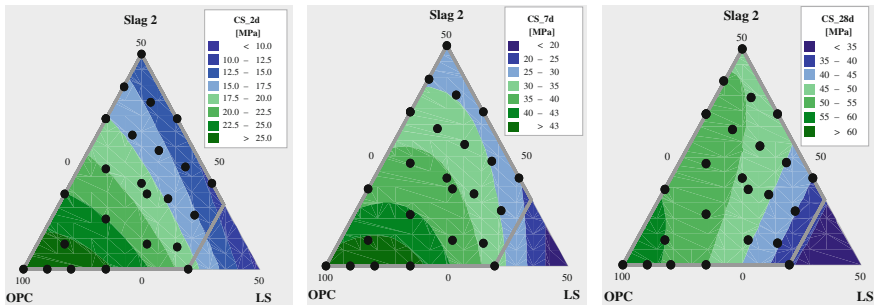 Slag 2
50
CS_2d
[MPa]
< 10.0
10.0 – 12.5
12.5 – 15.0
15.0 – 17.5
17.5 – 20.0
20.0 – 22.5
22.5 – 25.0
> 25.0
0
50
100
0
50
OPC
LS
Slag 2
50
CS_7d
[MPa]
< 20
20 – 25
25 – 30
30 – 35
35 – 40
40 – 43
> 43
0
50
100
0
50
OPC
LS
Slag 2
50
CS_28d
[MPa]
< 35
35 – 40
40 – 45
45 – 50
50 – 55
55 – 60
> 60
0
50
100
0
50
OPC
LS